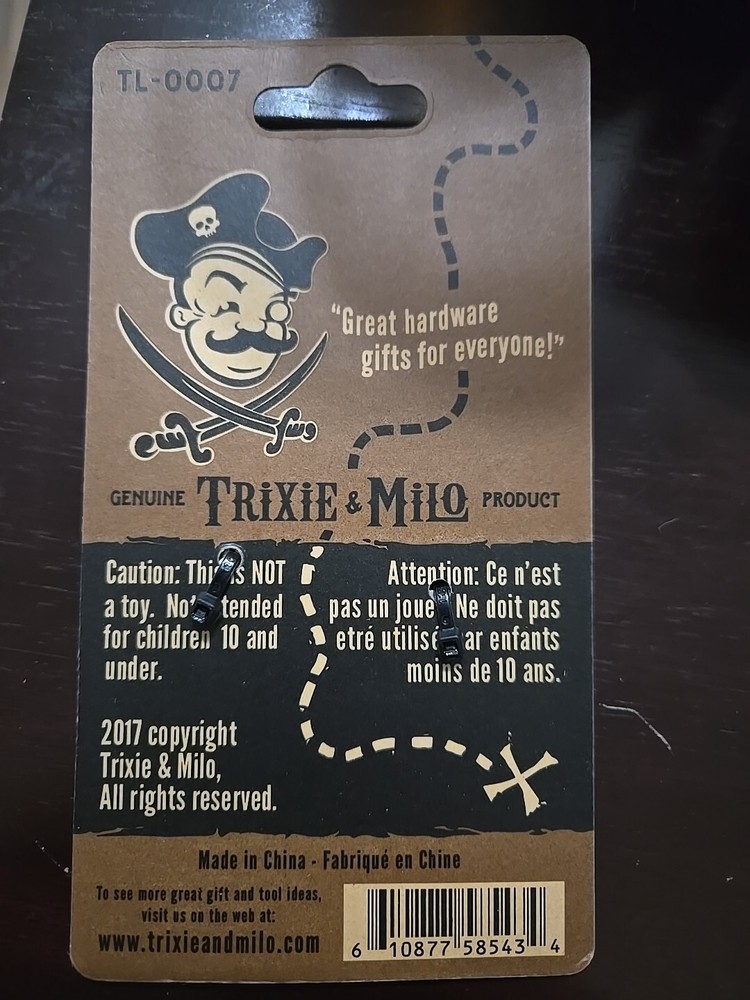 TL-0007
"Great hardware
gifts for everyone!"
GENUINE TRIXIE & MILO PRODUCT
Caution: This is NOT
a toy. Not tended
for children 10 and
under.
Attention: Ce n'est
pas un joue Ne doit pas
etré utilisé ar enfants
moins de 10 ans.
2017 copyright
Trixie & Milo,
All rights reserved.
Made in China - Fabriqué en Chine
To see more great gift and tool ideas,
visit us on the web at:
www.trixieandmilo.com
6 10877 58543 4